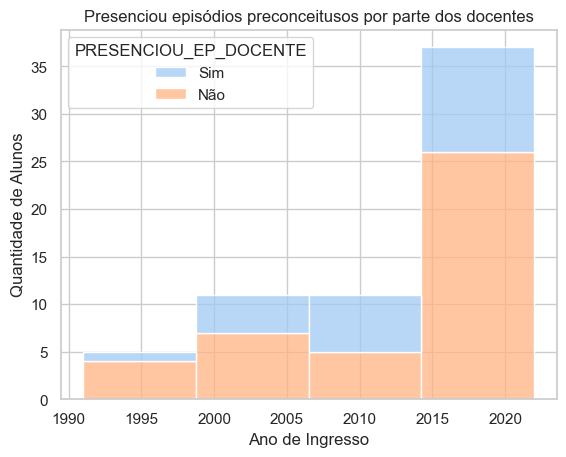 Presenciou episódios preconceitusos por parte dos docentes
PRESENCIOU_EP_DOCENTE
Sim
Não
Quantidade de Alunos
35
30
25
20
15
10
5
0
1990 1995 2000 2005 2010 2015 2020
Ano de Ingresso